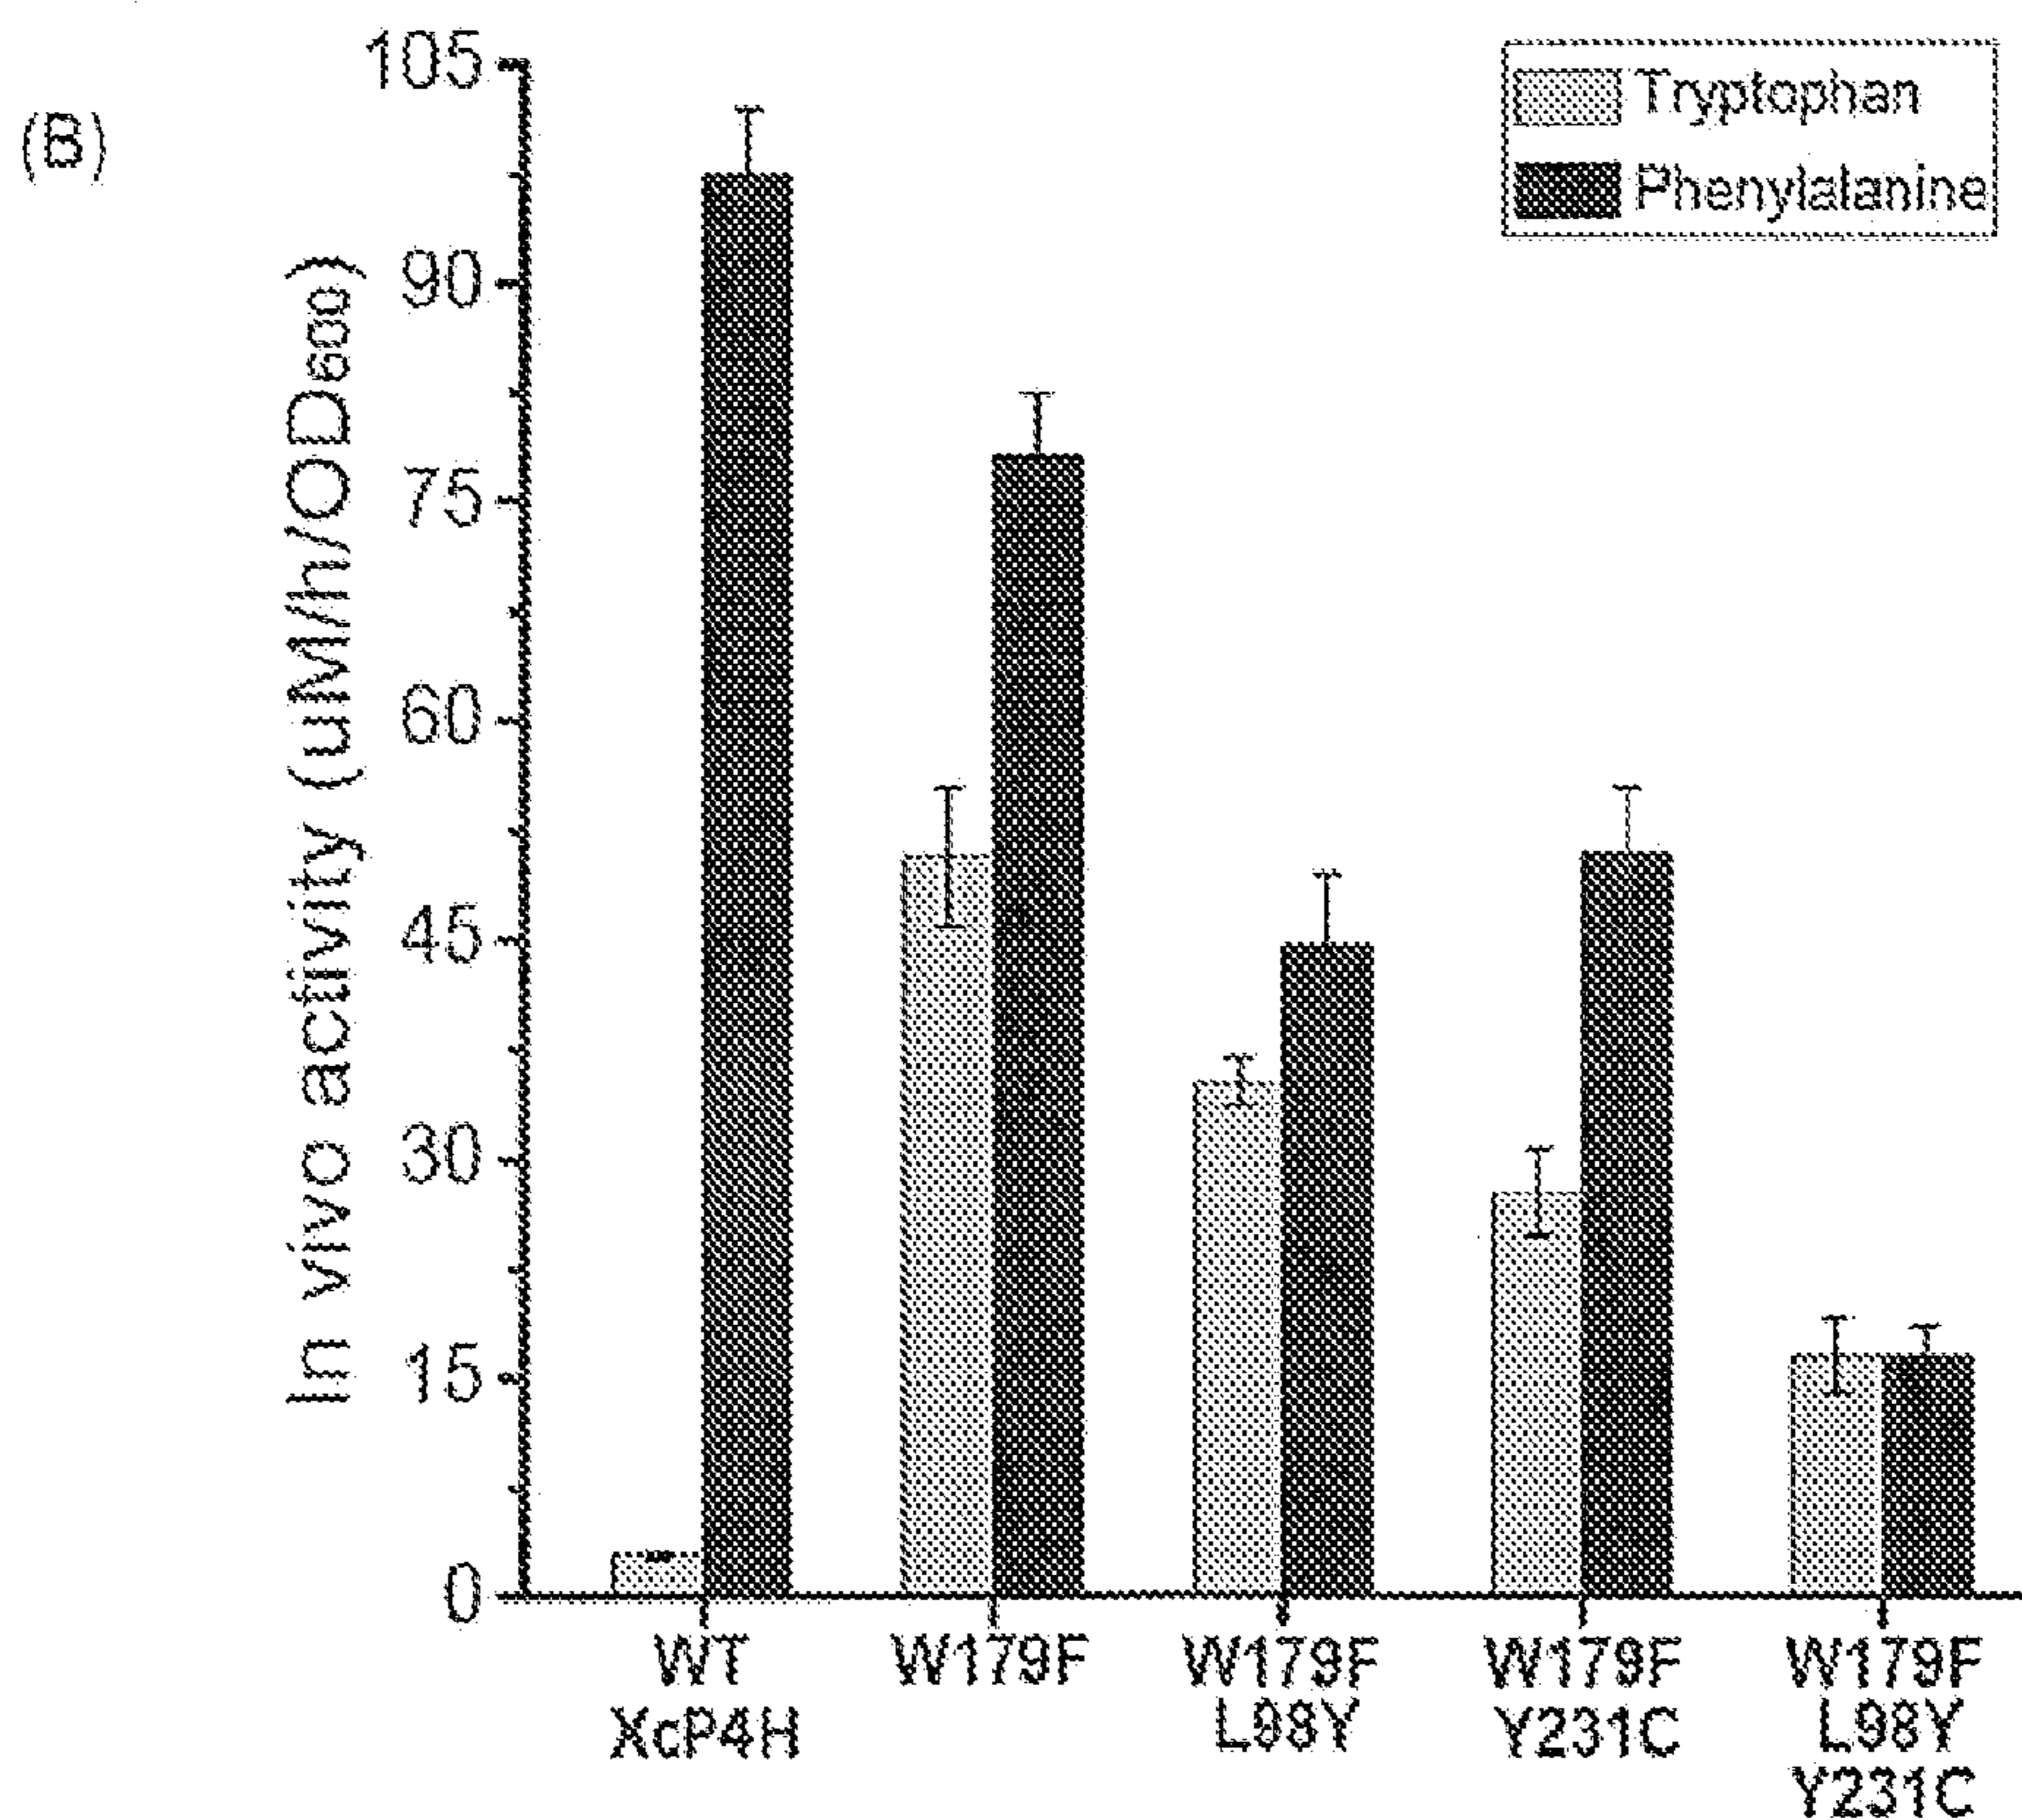 (B)
In vivo activity (uM/h/OD600)
105
90
75
60
45
30
15
0
Tryptophan
Phenylalanine
WT
XcP4H
W179F
W179F
L98Y
W179F
Y231C
W179F
L98Y
Y231C